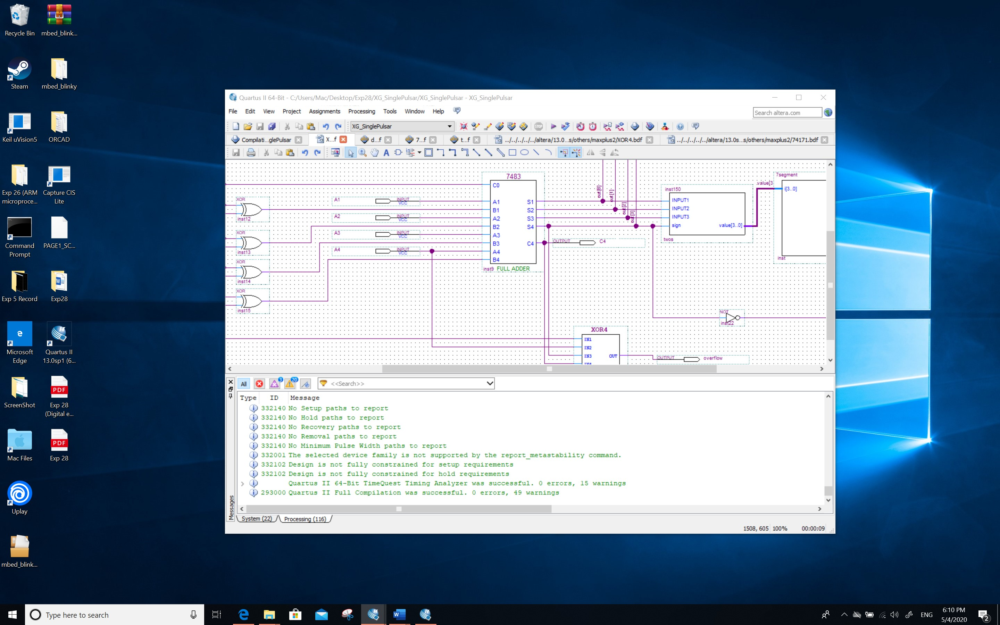 Recycle Bin
mbed_blink...
Steam
mbed_blinky
Keil uVision5
ORCAD
Exp 26 (ARM
microproce...
Capture CIS
Lite
Command
Prompt
PAGE1_SC...
Exp 5 Record
Exp28
Microsoft
Edge
Quartus II
13.0sp1 (6...
ScreenShot
Exp 28
(Digital e...
Mac Files
Exp 28
Uplay
mbed_blink...
PDF
PDF
Quartus II 64-Bit - C:/Users/Mac/Desktop/Exp28/XG_SinglePulsar/XG_SinglePulsar - XG_SinglePulsar
File Edit View Project Assignments Processing Tools Window Help
Search altera.com
XG_SinglePulsar
STOP
Compilati...glePulsar
X...f
d...f
7...f
t...f
../../../../../altera/13.0...s/others/maxplus2/XOR4.bdf
../../../../../altera/13.0s...s/others/maxplus2/74171.bdf
7483
C0
A1
B1
A2
B2
A3
B3
A4
B4
S1
S2
S3
S4
C4
inst9 FULL ADDER
XOR
inst12
XOR
inst13
XOR
inst14
XOR
inst15
A1 INPUT VCC
A2 INPUT VCC
A3 INPUT VCC
A4 INPUT VCC
out [0]
out [1]
out [2]
out [3]
OUTPUT C4
inst150
INPUT1
INPUT2
INPUT3
sign value[3..0]
twos
value[3
7segment
i[3..0]
inst
NOT
inst22
XOR4
IN1
IN2
IN3 OUT
OUTPUT overflow
All
3
20
<<Search>>
Type ID Message
332140 No Setup paths to report
332140 No Hold paths to report
332140 No Recovery paths to report
332140 No Removal paths to report
332140 No Minimum Pulse Width paths to report
332001 The selected device family is not supported by the report_metastability command.
332102 Design is not fully constrained for setup requirements
332102 Design is not fully constrained for hold requirements
Quartus II 64-Bit TimeQuest Timing Analyzer was successful. 0 errors, 15 warnings
293000 Quartus II Full Compilation was successful. 0 errors, 49 warnings
Messages
System (22)
Processing (116)
1508, 605 100% 00:00:09
Type here to search
ENG
6:10 PM
5/4/2020
2